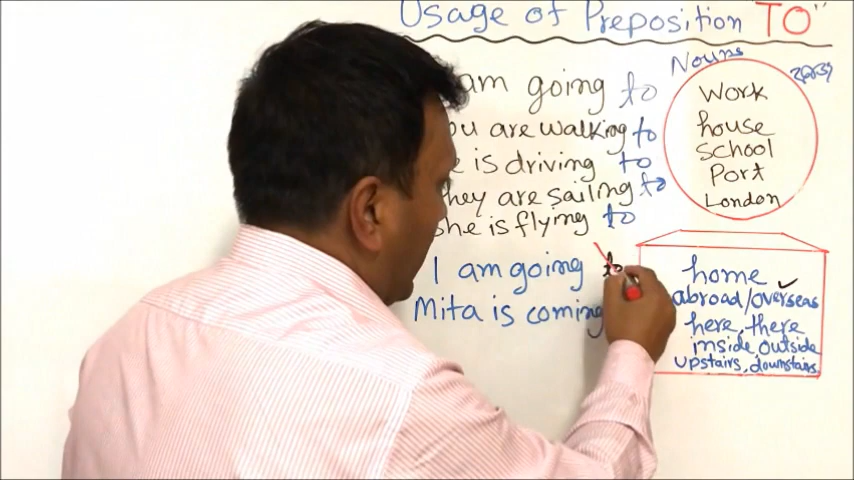 Usage of Preposition "TO"
Nouns
am going to
you are walking to
is driving to
they are sailing to
she is flying to
work
house
school
Port
London
I am going to
Mita is coming
home
abroad/overseas
here, there
inside, outside
upstairs, downstairs